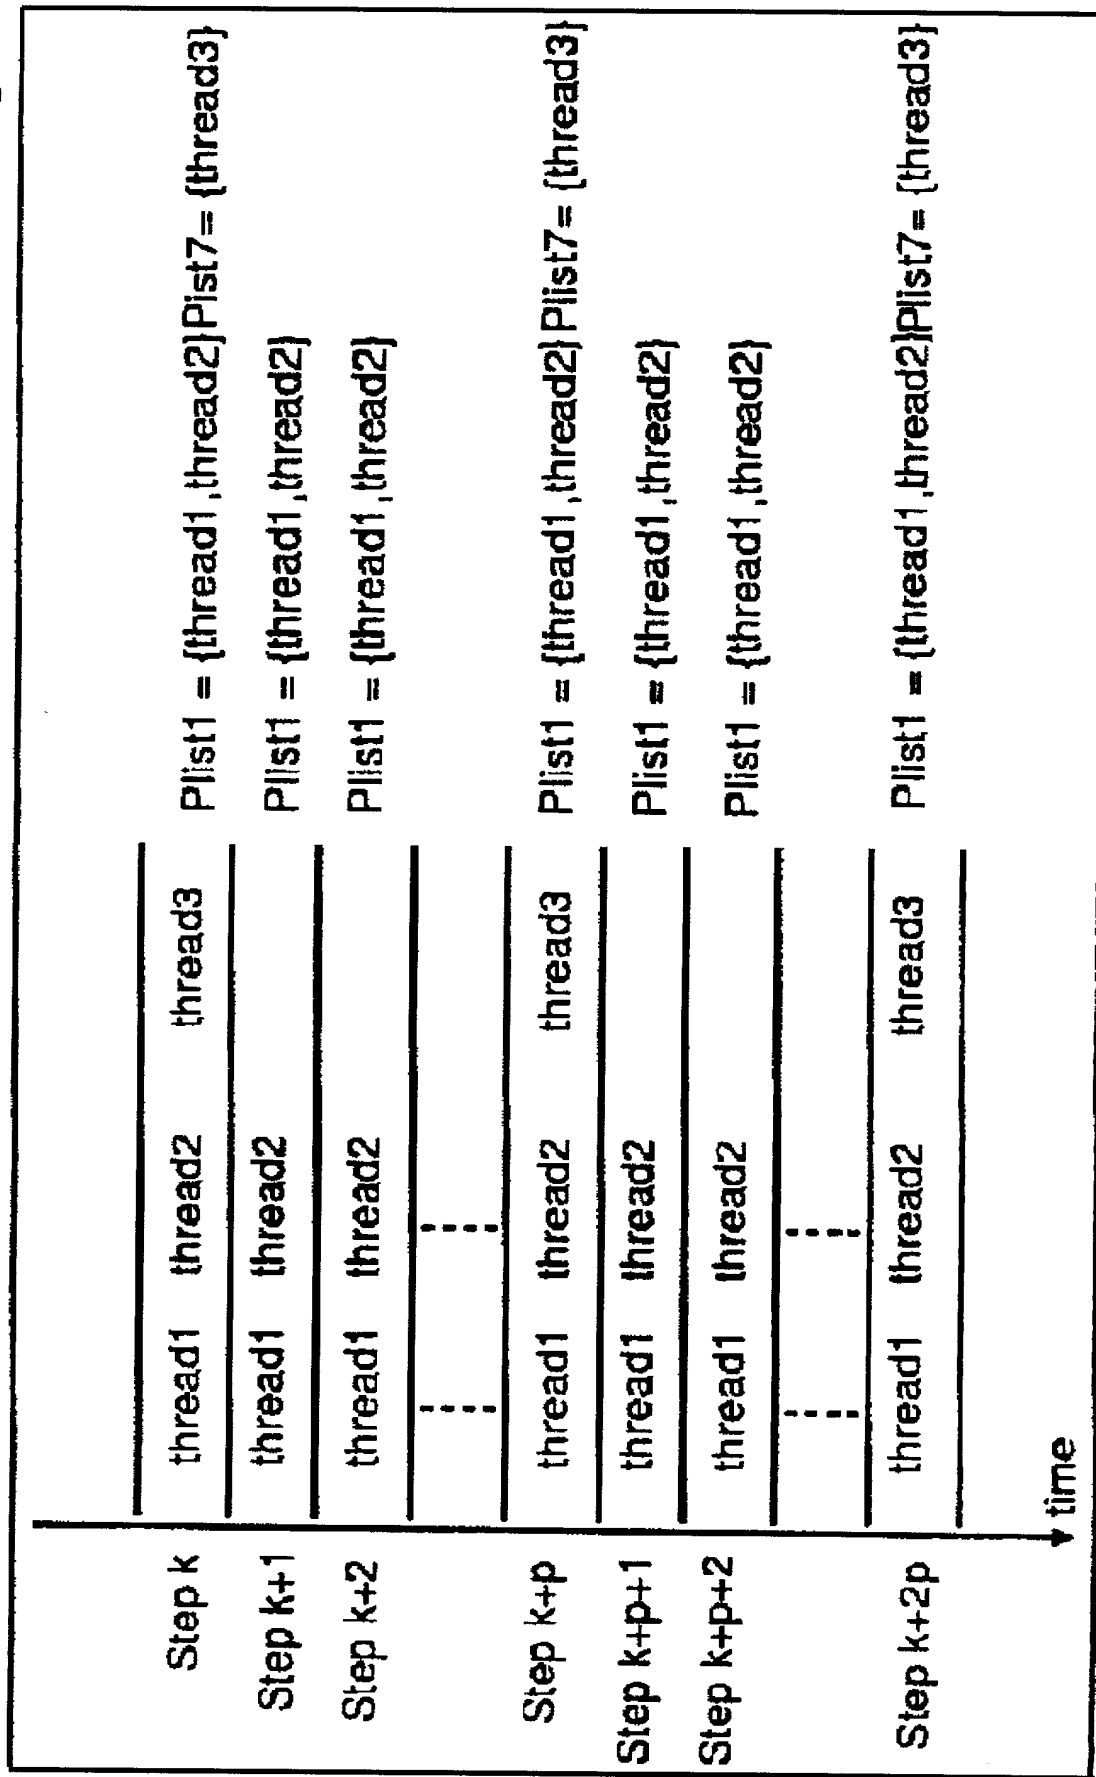 Step k thread1 thread2 thread3 Plist1 = {thread1,thread2}Plist7= {thread3}
Step k+1 thread1 thread2 Plist1 = {thread1,thread2}
Step k+2 thread1 thread2 Plist1 = {thread1,thread2}
Step k+p thread1 thread2 thread3 Plist1 = {thread1,thread2}Plist7= {thread3}
Step k+p+1 thread1 thread2 Plist1 = {thread1,thread2}
Step k+p+2 thread1 thread2 Plist1 = {thread1,thread2}
Step k+2p thread1 thread2 thread3 Plist1 = {thread1,thread2}Plist7= {thread3}
time